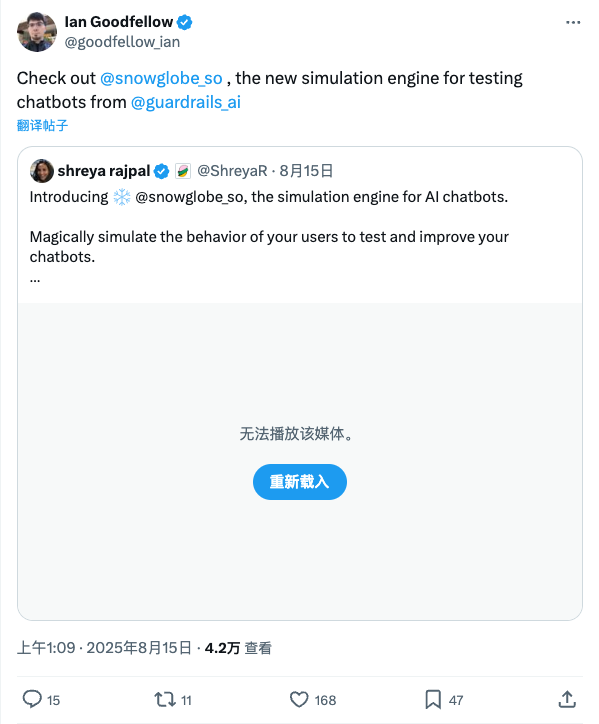 Ian Goodfellow
@goodfellow_ian
Check out @snowglobe_so , the new simulation engine for testing
chatbots from @guardrails_ai
翻译帖子
shreya rajpal @ShreyaR · 8月15日
Introducing ❄️ @snowglobe_so, the simulation engine for AI chatbots.
Magically simulate the behavior of your users to test and improve your
chatbots.
...
无法播放该媒体。
重新载入
上午1:09 · 2025年8月15日 · 4.2万 查看
15 11 168 47